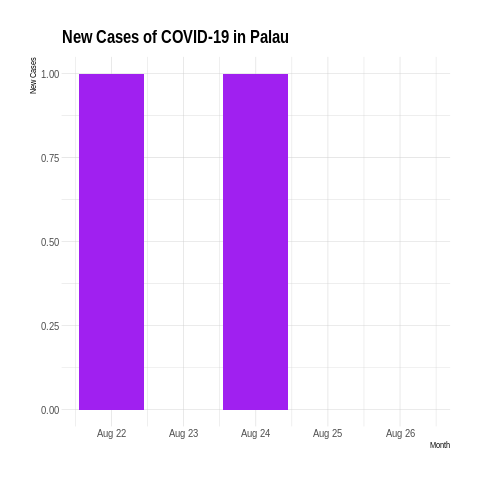 New Cases of COVID-19 in Palau
New Cases
1.00
0.75
0.50
0.25
0.00
Aug 22 Aug 23 Aug 24 Aug 25 Aug 26
Month